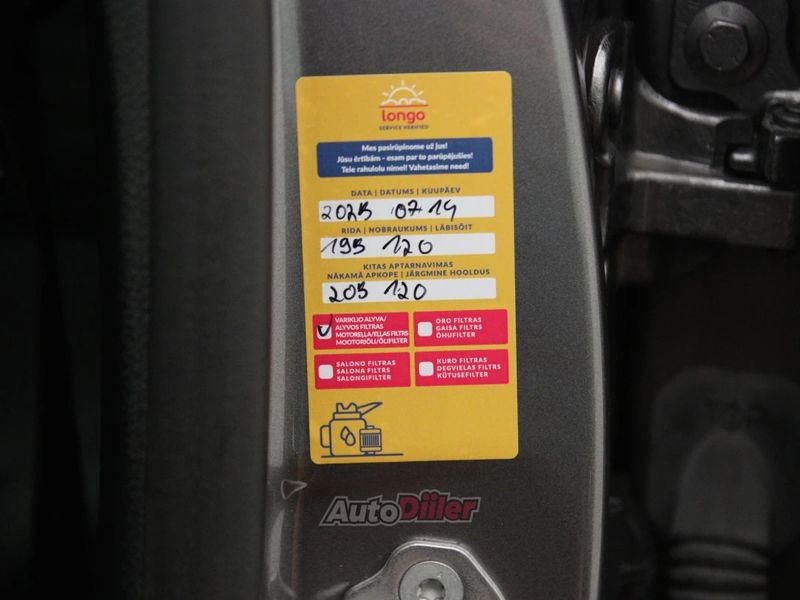 longo
SERVICE VERIFIED
Mes pasirūpinome už jus!
Jūsu ērtībām - esam par to parūpējušies!
Teie rahulolu nimel! Vahetasime need!
DATA | DATUMS | KUUPÄEV
2025 07 14
RIDA | NOBRAUKUMS | LÄBISÕIT
195 120
KITAS APTARNAVIMAS
NĀKAMĀ APKOPE | JÄRGMINE HOOLDUS
205 120
VARIKLIO ALYVA/
ALYVOS FILTRAS
MOTOREĻĻA/EĻĻAS FILTRS
MOOTORIÕLI/ÕLIFILTER
ORO FILTRAS
GAISA FILTRS
ÕHUFILTER
SALONO FILTRAS
SALONA FILTRS
SALONGIFILTER
KURO FILTRAS
DEGVIELAS FILTRS
KÜTUSEFILTER
AutoDiiler